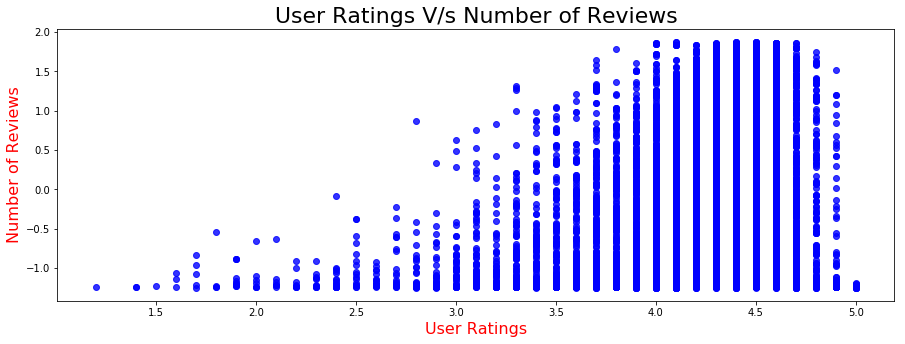 User Ratings V/s Number of Reviews
Number of Reviews
2.0
1.5
1.0
0.5
0.0
−0.5
−1.0
1.5 2.0 2.5 3.0 3.5 4.0 4.5 5.0
User Ratings